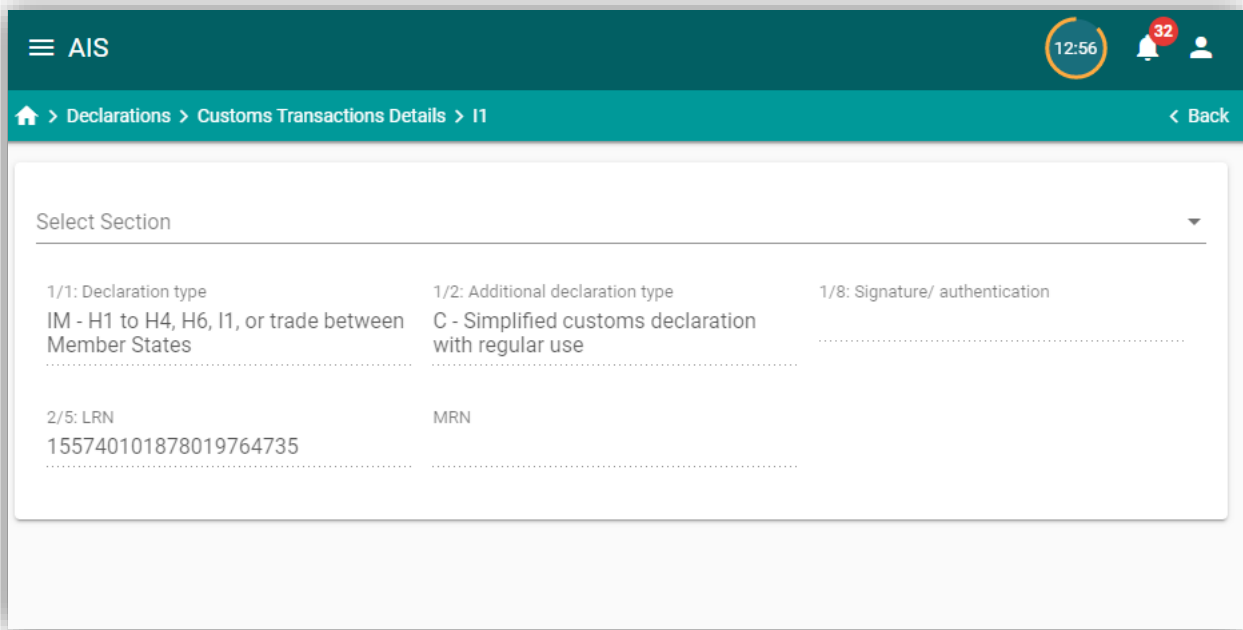 AIS
12:56
32
> Declarations > Customs Transactions Details > I1
< Back
Select Section
1/1: Declaration type
IM - H1 to H4, H6, I1, or trade between
Member States
1/2: Additional declaration type
C - Simplified customs declaration
with regular use
1/8: Signature/ authentication
2/5: LRN
155740101878019764735
MRN